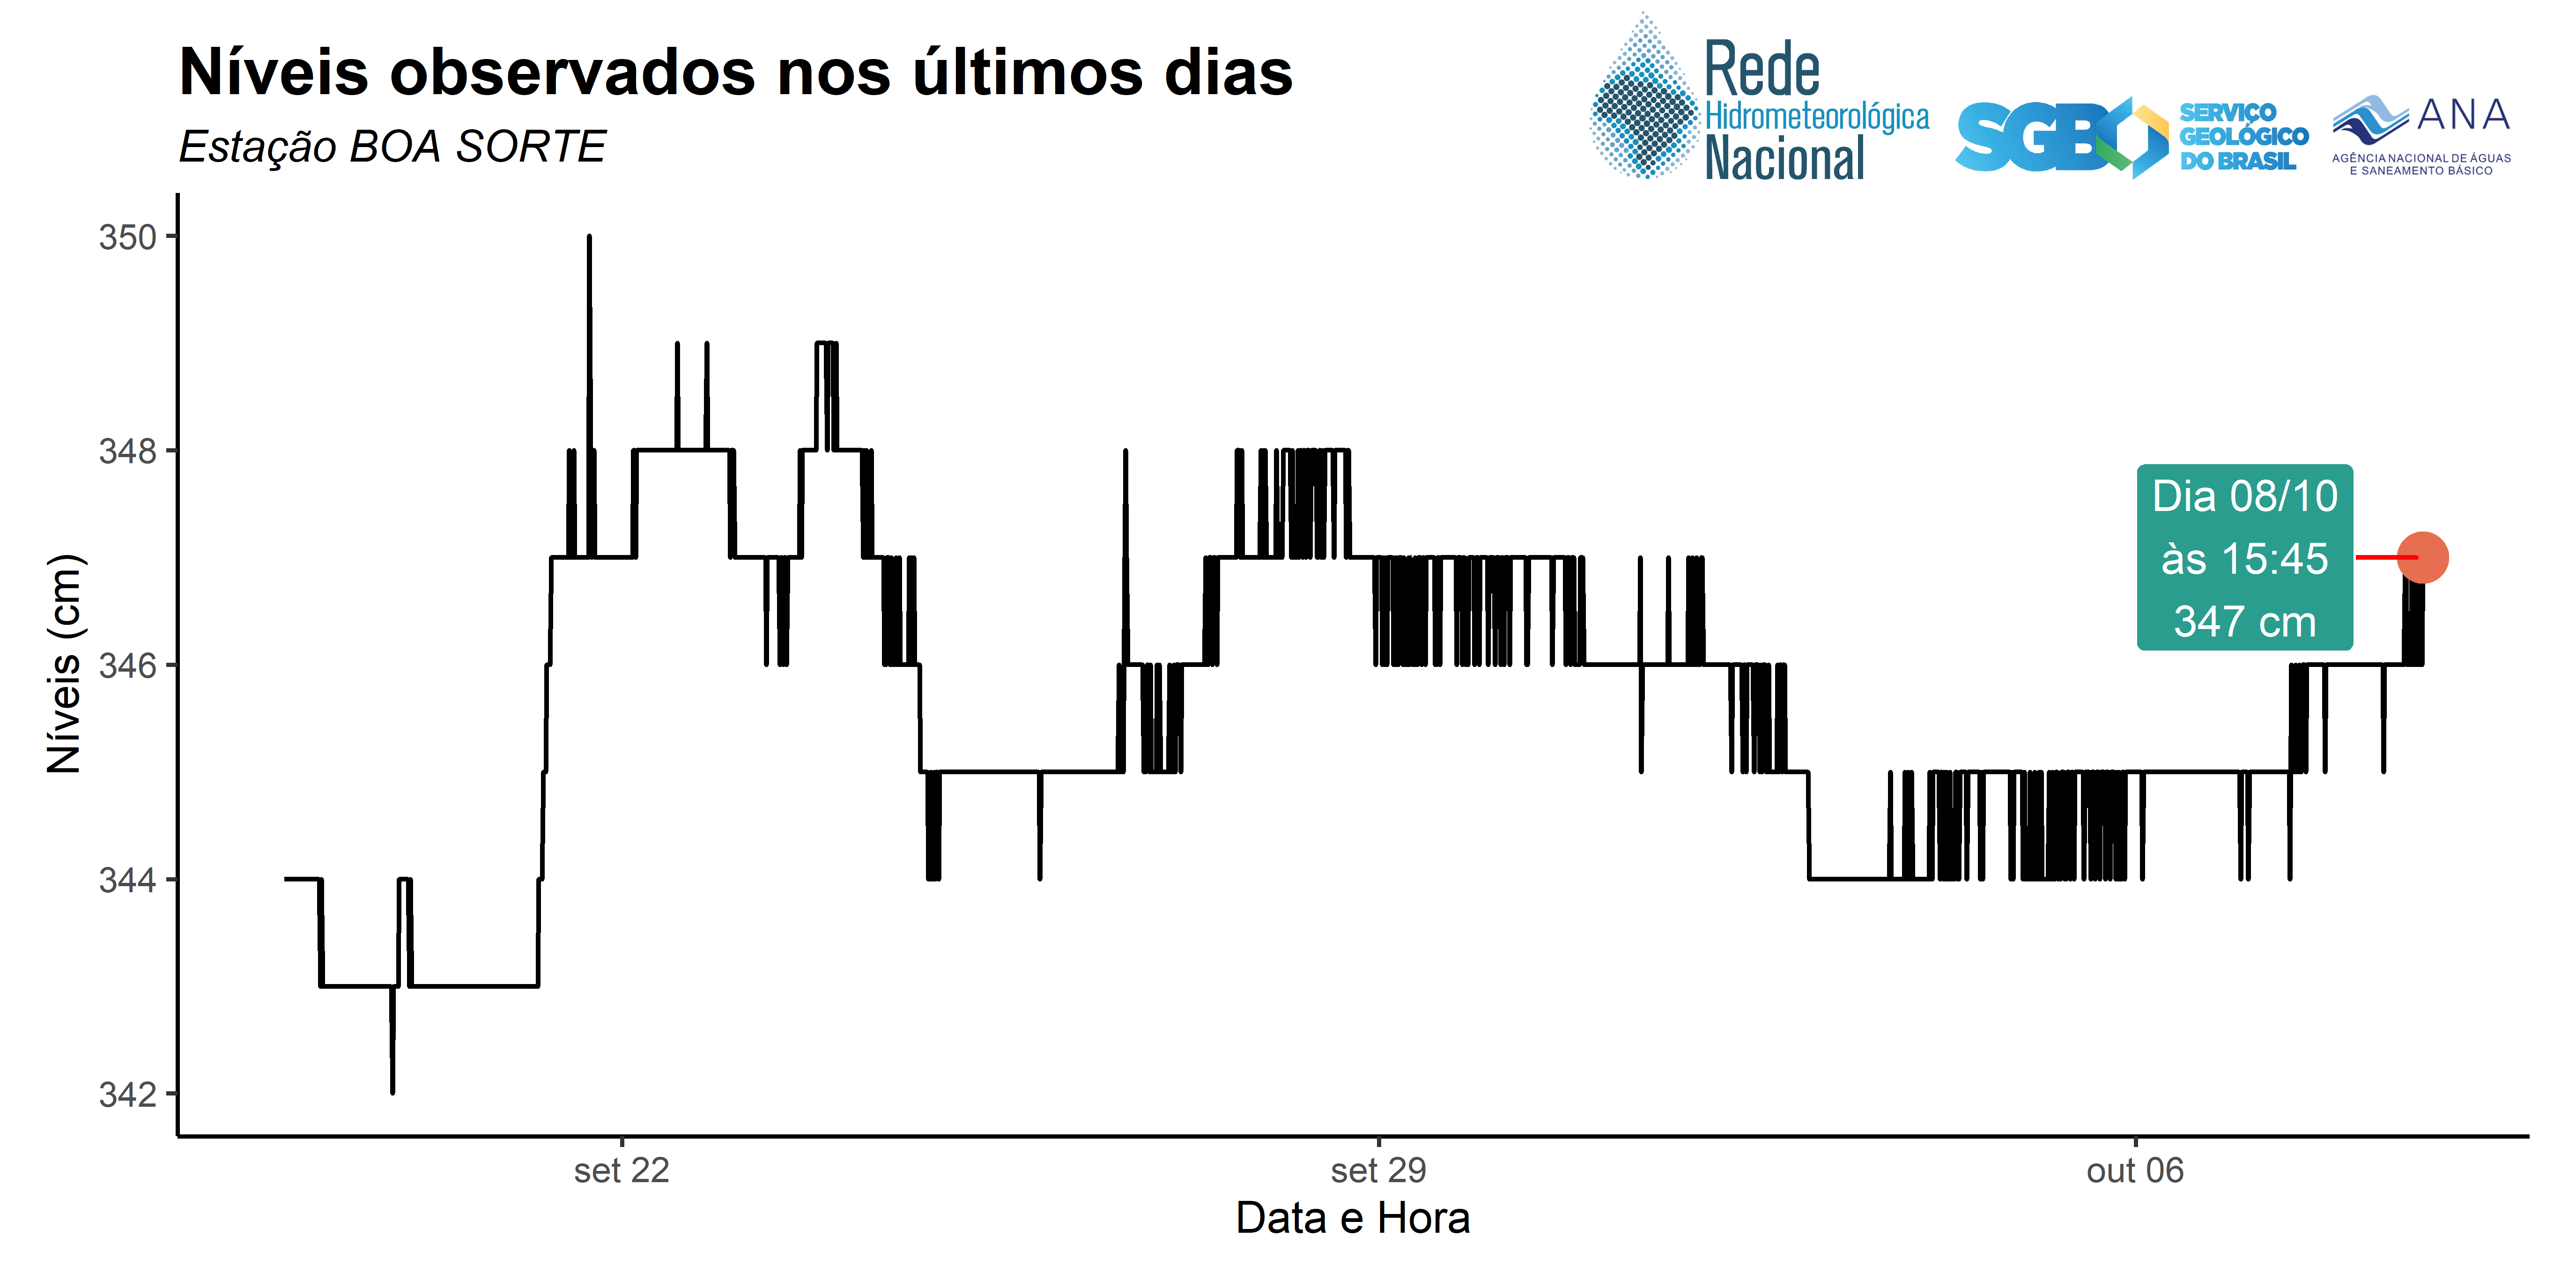 Níveis observados nos últimos dias
Estação BOA SORTE
Rede
Hidrometeorológica
Nacional
SGB
SERVIÇO
GEOLÓGICO
DO BRASIL
ANA
AGÊNCIA NACIONAL DE ÁGUAS
E SANEAMENTO BÁSICO
Níveis (cm)
350
348
346
344
342
Dia 08/10
às 15:45
347 cm
set 22
set 29
out 06
Data e Hora